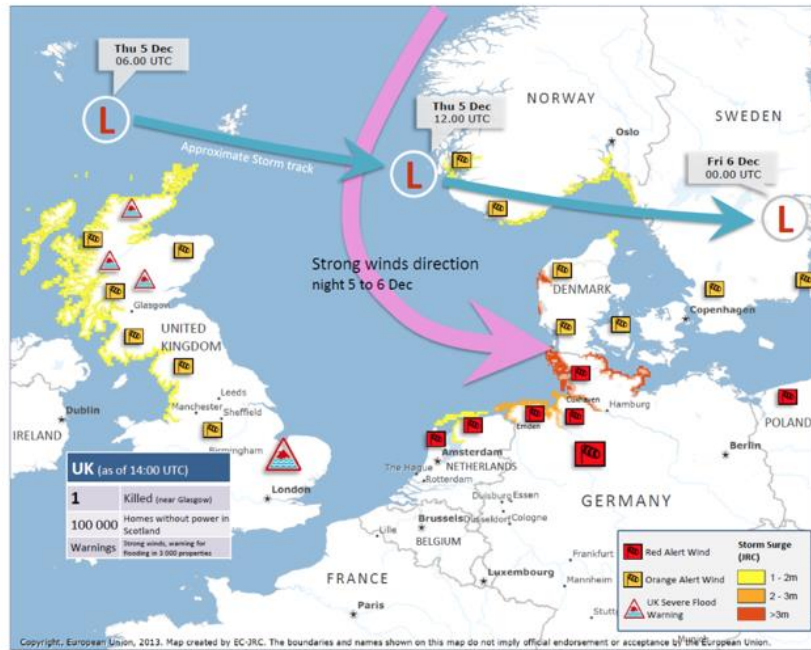 Thu 5 Dec
06.00 UTC
L
Approximate Storm track
Thu 5 Dec
12.00 UTC
L
NORWAY
Oslo
SWEDEN
Fri 6 Dec
00.00 UTC
L
Strong winds direction
night 5 to 6 Dec
DENMARK
Copenhagen
Glasgow
UNITED
KINGDOM
Leeds
Manchester
Sheffield
Dublin
IRELAND
Birmingham
London
Cuxhaven
Hamburg
Emden
POLAND
Berlin
Amsterdam
The Hague
NETHERLANDS
Rotterdam
GERMANY
Duisburg
Essen
Dusseldorf
Cologne
Brussels
BELGIUM
Lille
Luxembourg
FRANCE
Paris
Frankfurt
Mannheim
UK (as of 14:00 UTC)
1 Killed (near Glasgow)
100 000 Homes without power in
Scotland
Warnings Strong winds, warning for
flooding in 3 000 properties
Red Alert Wind
Orange Alert Wind
UK Severe Flood
Warning
Storm Surge
(JRC)
1 - 2m
2 - 3m
>3m
Copyright, European Union, 2013. Map created by EC-JRC. The boundaries and names shown on this map do not imply official endorsement or acceptance by the European Union.